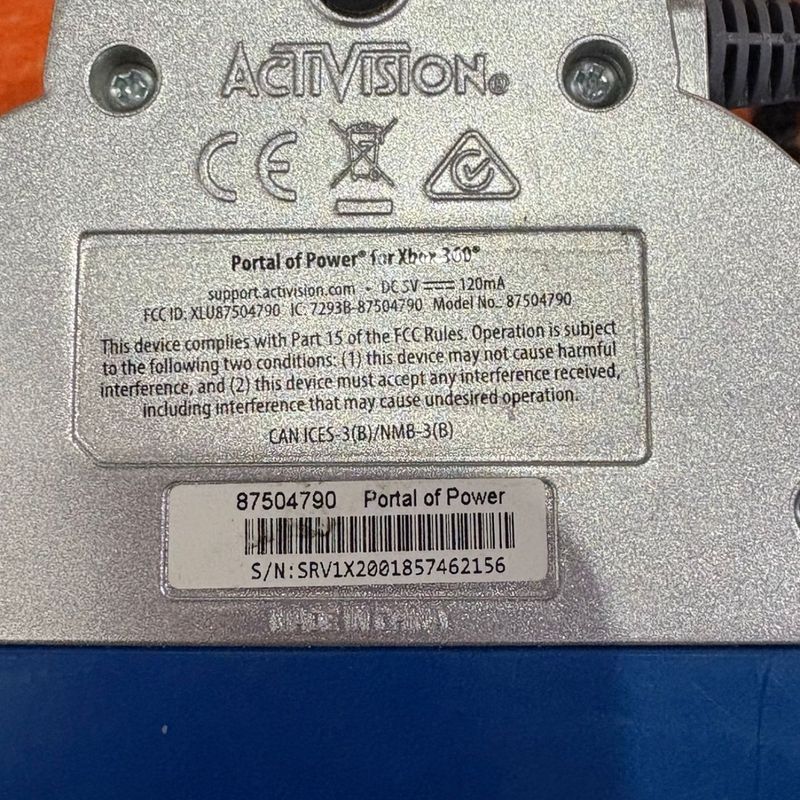 ACTIVISION®
CE
Portal of Power® for Xbox 360®
support.activision.com • DC 5V ⎓ 120mA
FCC ID: XLU87504790 IC: 7293B-87504790 Model No.: 87504790
This device complies with Part 15 of the FCC Rules. Operation is subject
to the following two conditions: (1) this device may not cause harmful
interference, and (2) this device must accept any interference received,
including interference that may cause undesired operation.
CAN ICES-3(B)/NMB-3(B)
87504790 Portal of Power
S/N:SRV1X2001857462156
MADE IN CHINA